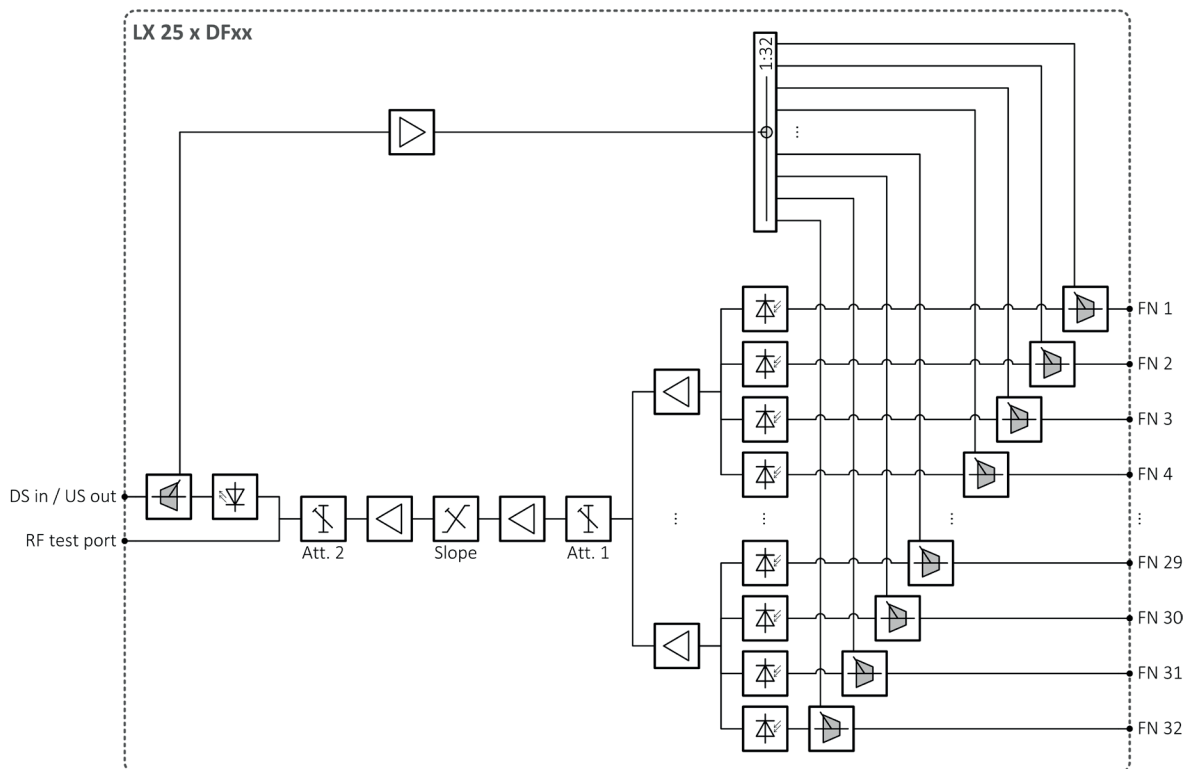 LX 25 x DFxx
1:32
...
FN 1
FN 2
FN 3
FN 4
DS in / US out
RF test port
Att. 2
Slope
Att. 1
... ... ... ...
FN 29
FN 30
FN 31
FN 32